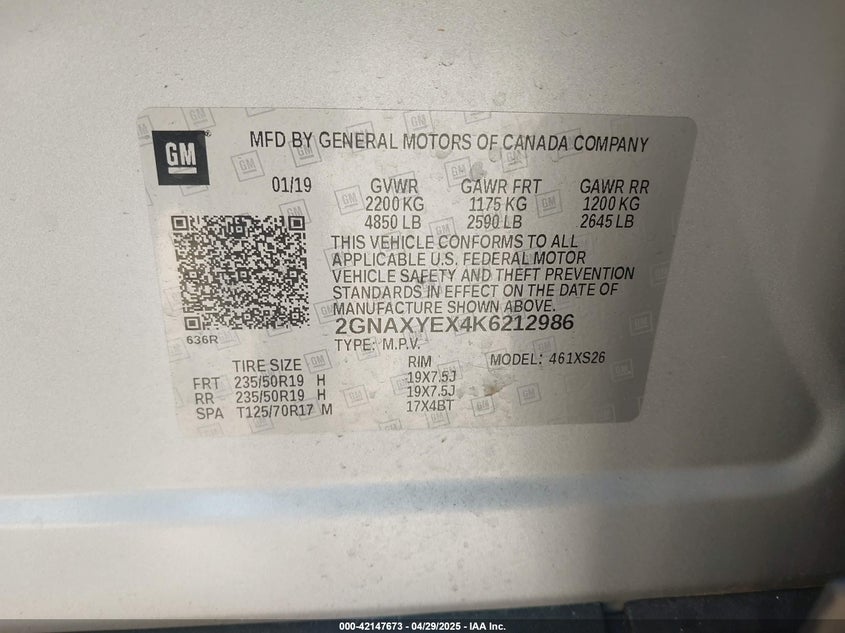 GM
MFD BY GENERAL MOTORS OF CANADA COMPANY
01/19 GVWR GAWR FRT GAWR RR
2200 KG 1175 KG 1200 KG
4850 LB 2590 LB 2645 LB
THIS VEHICLE CONFORMS TO ALL
APPLICABLE U.S. FEDERAL MOTOR
VEHICLE SAFETY AND THEFT PREVENTION
STANDARDS IN EFFECT ON THE DATE OF
MANUFACTURE SHOWN ABOVE.
2GNAXYEX4K6212986
636R
TYPE: M.P.V. MODEL: 461XS26
TIRE SIZE RIM
FRT 235/50R19 H 19X7.5J
RR 235/50R19 H 19X7.5J
SPA T125/70R17 M 17X4BT
000-42147673 - 04/29/2025 - IAA Inc.